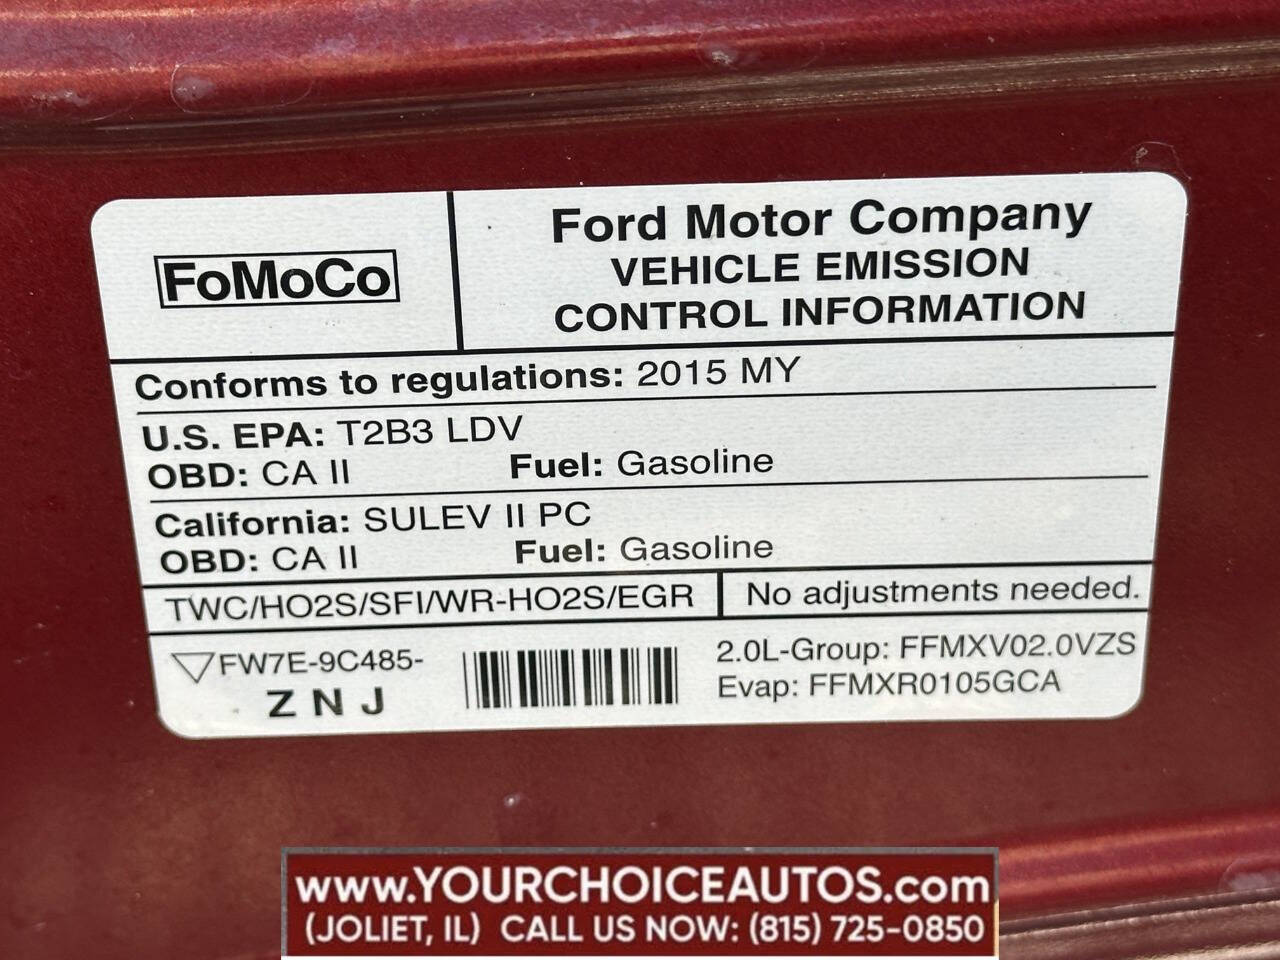 FoMoCo
Ford Motor Company
VEHICLE EMISSION
CONTROL INFORMATION
Conforms to regulations: 2015 MY
U.S. EPA: T2B3 LDV
OBD: CA II Fuel: Gasoline
California: SULEV II PC
OBD: CA II Fuel: Gasoline
TWC/HO2S/SFI/WR-HO2S/EGR No adjustments needed.
FW7E-9C485-
Z N J
2.0L-Group: FFMXV02.0VZS
Evap: FFMXR0105GCA
www.YOURCHOICEAUTOS.com
(JOLIET, IL) CALL US NOW: (815) 725-0850